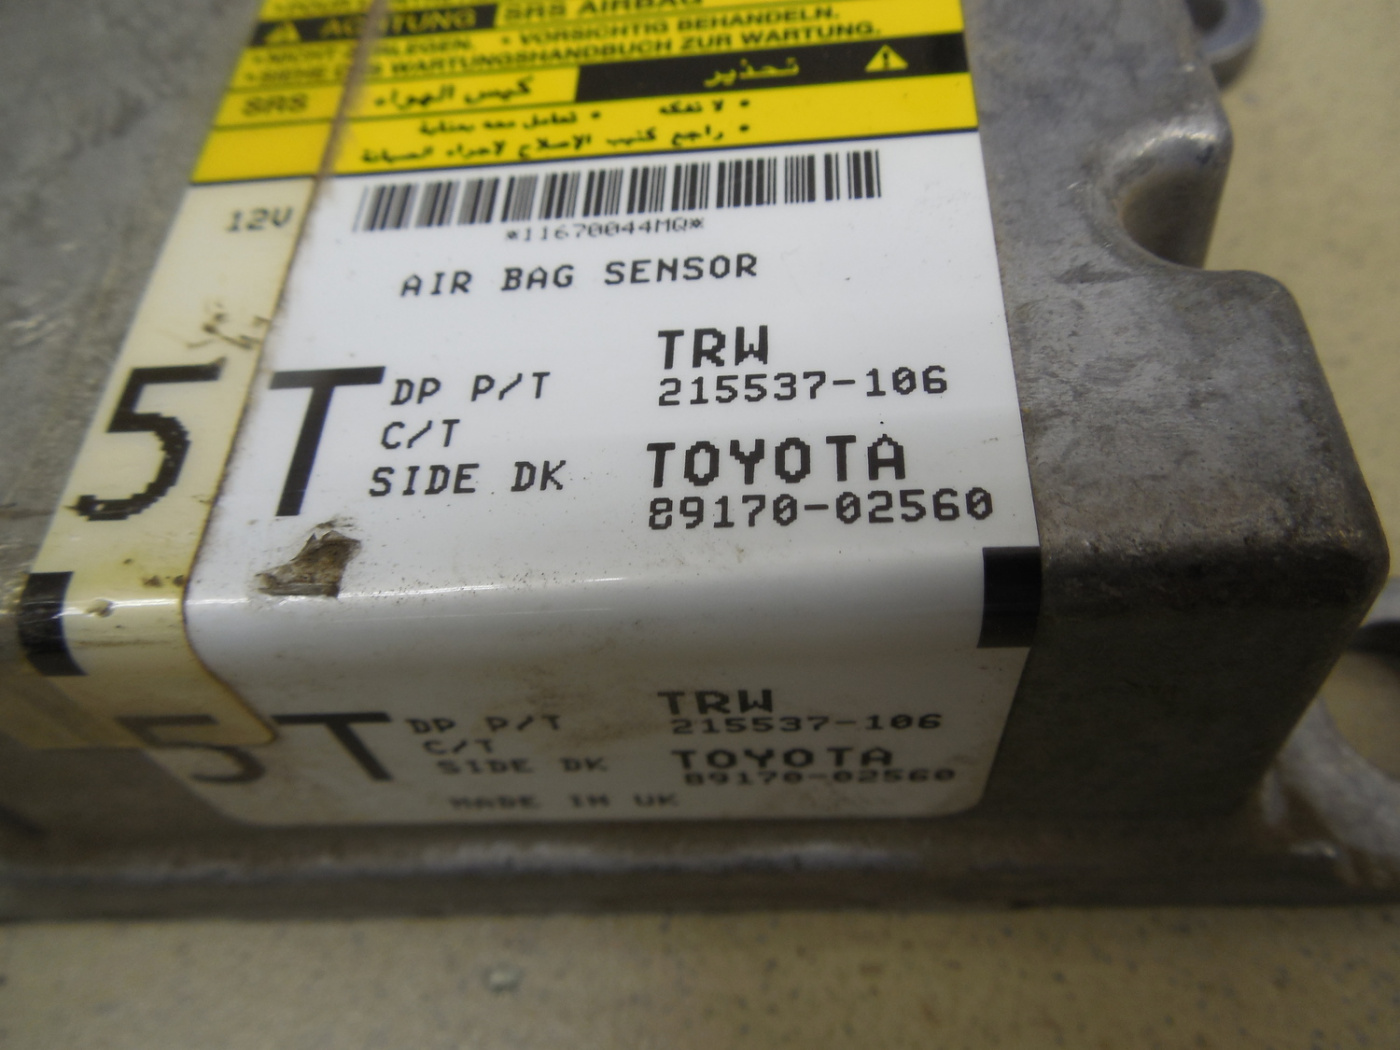 ACHTUNG SRS AIRBAG
• VORSICHTIG BEHANDELN.
WARTUNGSHANDBUCH ZUR WARTUNG.
SRS كيس الهواء تحذير
• لا تفكه • تعامل معه بعناية
• راجع كتيب الإصلاح لاجراء الصيانة
12V
*11670044MQ*
AIR BAG SENSOR
5T
DP P/T
C/T
SIDE DK
TRW
215537-106
TOYOTA
89170-02560
5T
DP P/T
C/T
SIDE DK
TRW
215537-106
TOYOTA
89170-02560
MADE IN UK